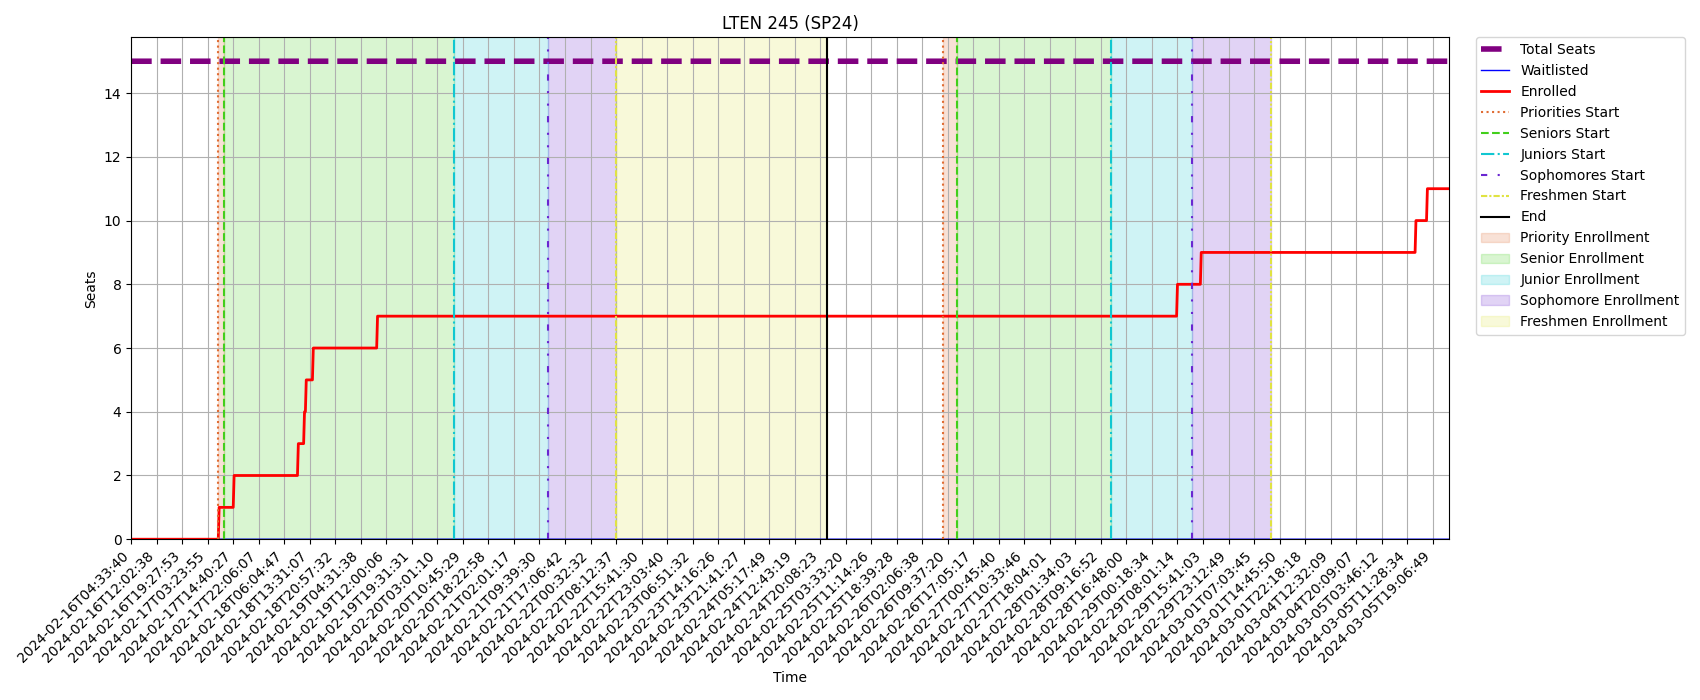 LTEN 245 (SP24)
Seats
14
12
10
8
6
4
2
0
2024-02-16T04:33:40
2024-02-16T12:02:38
2024-02-16T19:27:53
2024-02-17T03:23:55
2024-02-17T14:40:27
2024-02-17T22:06:07
2024-02-18T06:04:47
2024-02-18T13:31:07
2024-02-18T20:57:32
2024-02-19T04:31:38
2024-02-19T12:00:06
2024-02-19T19:31:31
2024-02-20T03:01:10
2024-02-20T10:45:29
2024-02-20T18:22:58
2024-02-21T02:01:17
2024-02-21T09:39:30
2024-02-21T17:06:42
2024-02-22T00:32:32
2024-02-22T08:12:37
2024-02-22T15:41:30
2024-02-22T23:03:40
2024-02-23T06:51:32
2024-02-23T14:16:26
2024-02-23T21:41:27
2024-02-24T05:17:49
2024-02-24T12:43:19
2024-02-24T20:08:23
2024-02-25T03:33:20
2024-02-25T11:14:26
2024-02-25T18:39:28
2024-02-26T02:06:38
2024-02-26T09:37:20
2024-02-26T17:05:17
2024-02-27T00:45:40
2024-02-27T10:33:46
2024-02-27T18:04:01
2024-02-28T01:34:03
2024-02-28T09:16:52
2024-02-28T16:48:00
2024-02-29T00:18:34
2024-02-29T08:01:14
2024-02-29T15:41:03
2024-02-29T23:12:49
2024-03-01T07:03:45
2024-03-01T14:45:50
2024-03-01T22:18:18
2024-03-04T12:32:09
2024-03-04T20:09:07
2024-03-05T03:46:12
2024-03-05T11:28:34
2024-03-05T19:06:49
Time
Total Seats
Waitlisted
Enrolled
Priorities Start
Seniors Start
Juniors Start
Sophomores Start
Freshmen Start
End
Priority Enrollment
Senior Enrollment
Junior Enrollment
Sophomore Enrollment
Freshmen Enrollment